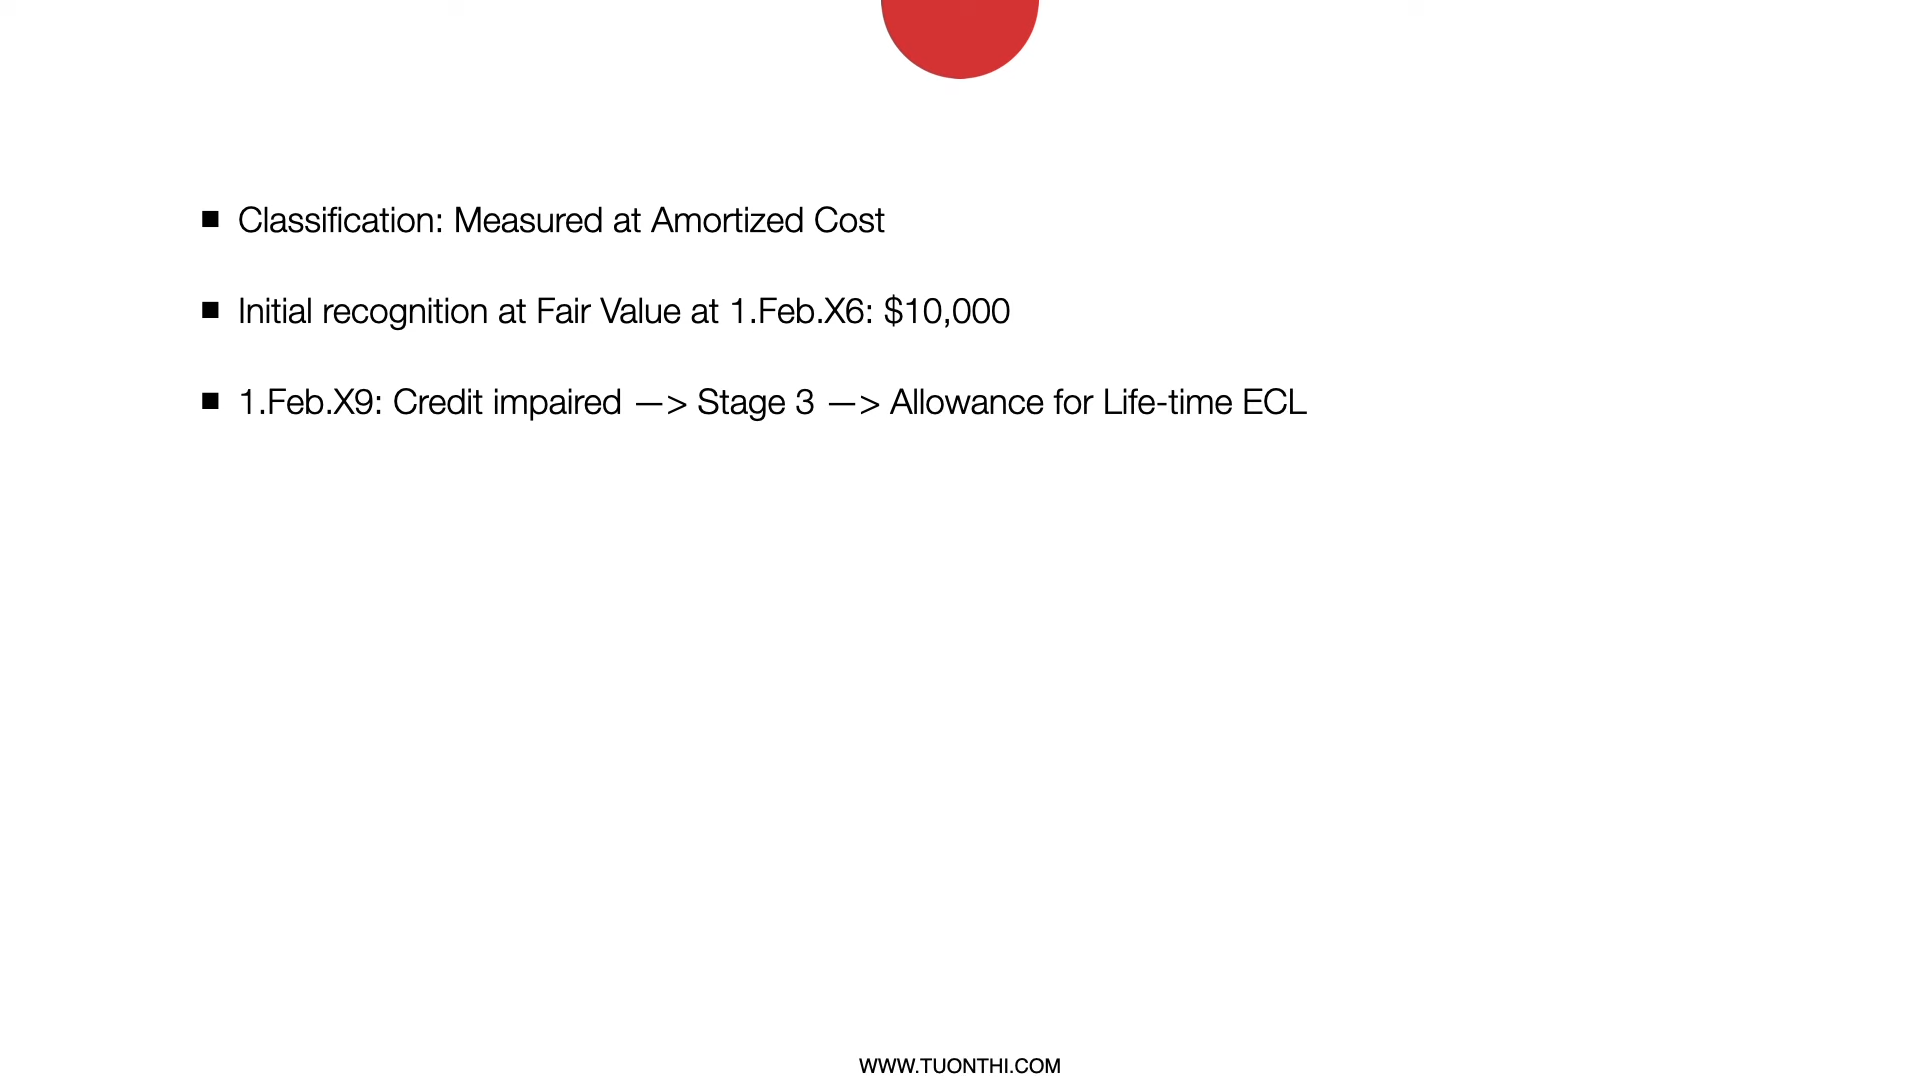 ■ Classification: Measured at Amortized Cost
■ Initial recognition at Fair Value at 1.Feb.X6: $10,000
■ 1.Feb.X9: Credit impaired —> Stage 3 —> Allowance for Life-time ECL
WWW.TUONTHI.COM